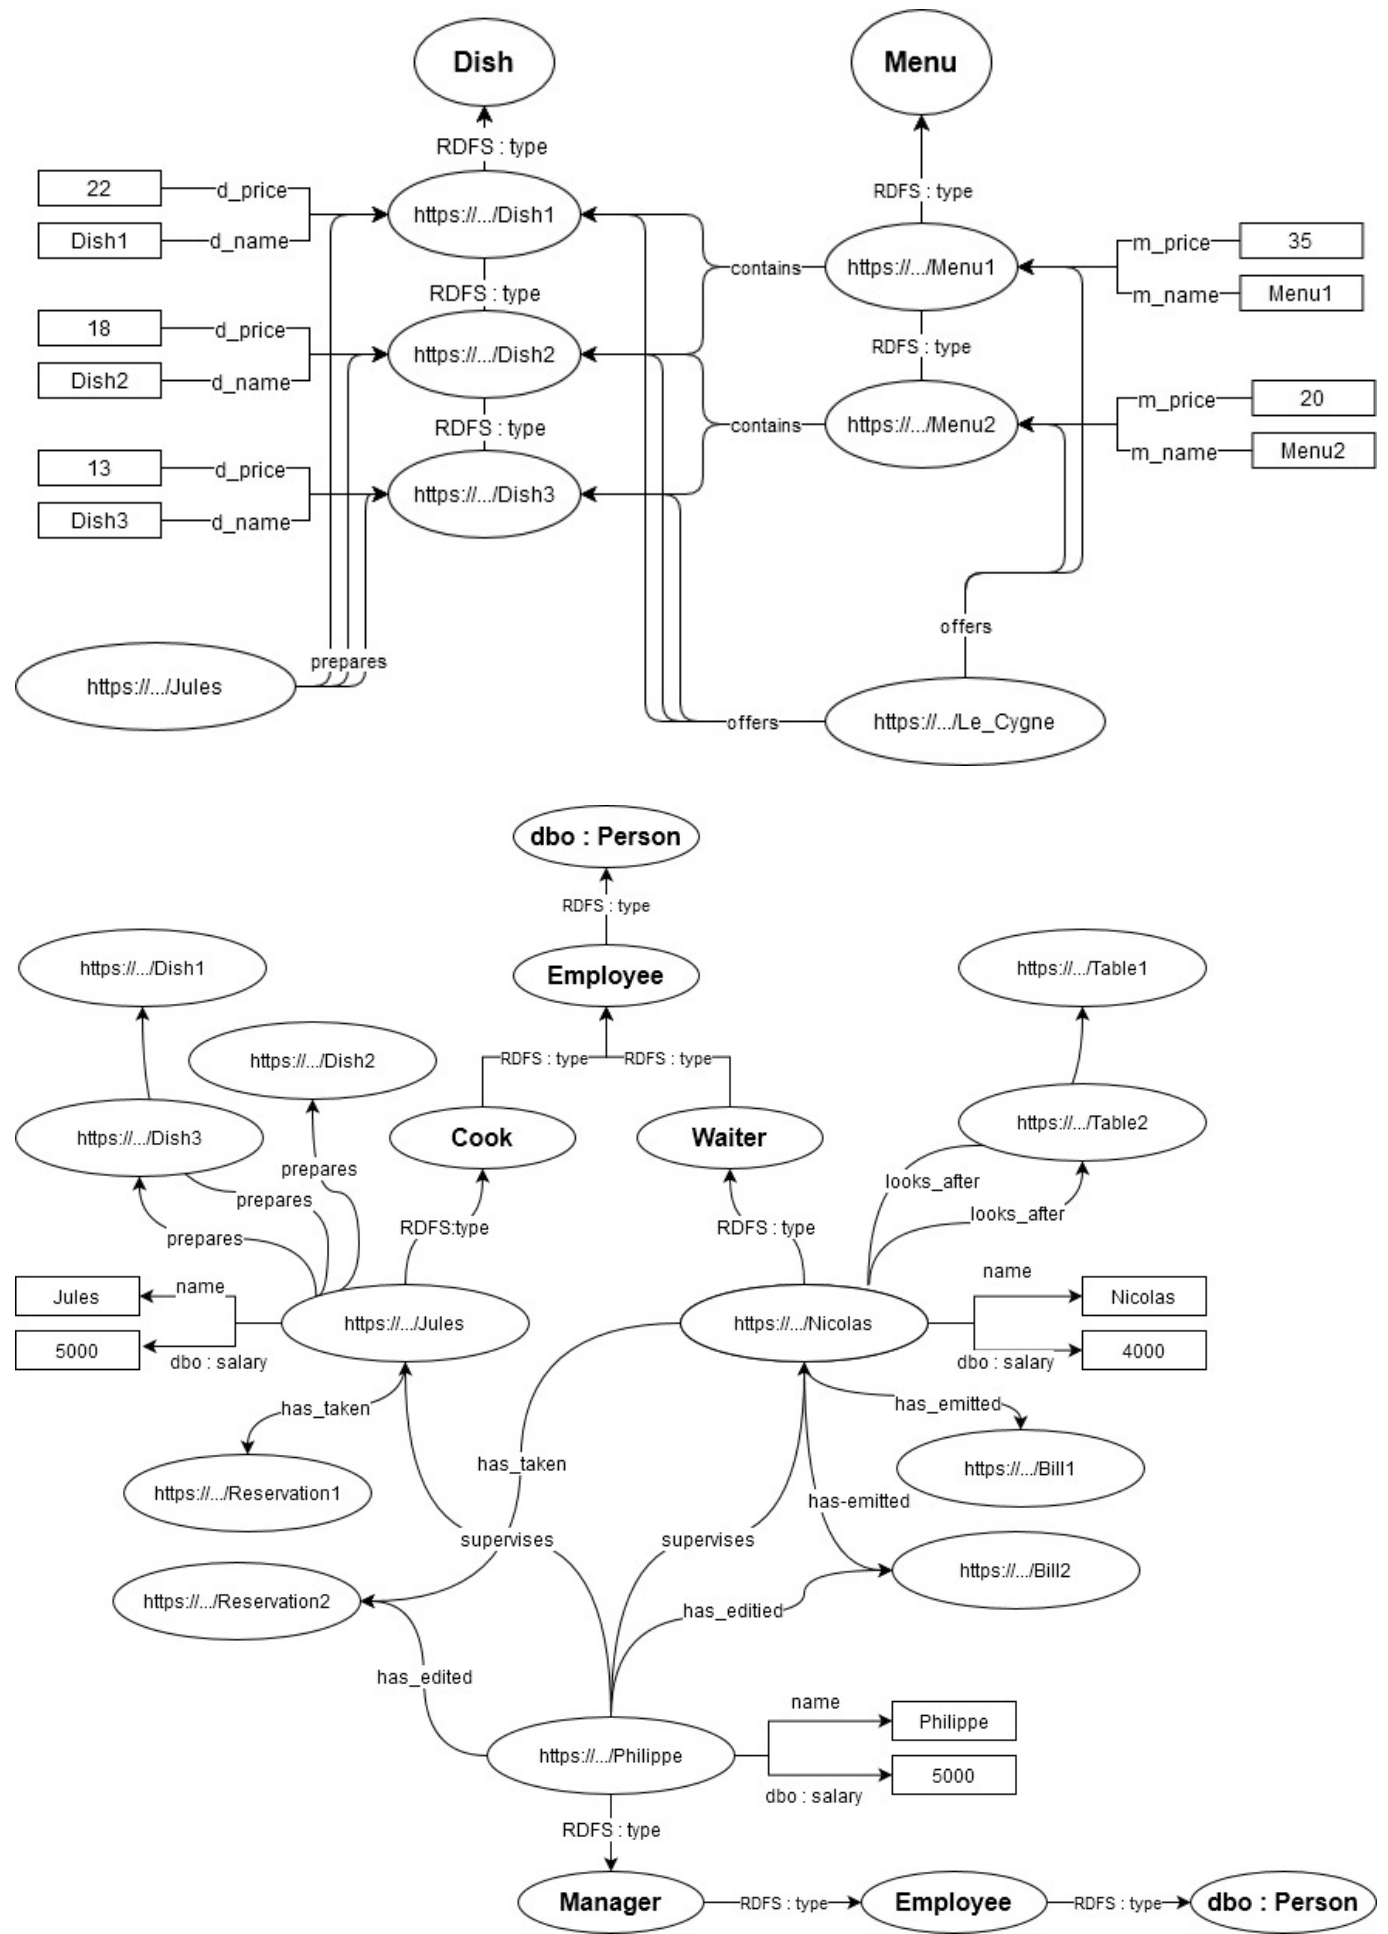 Dish
Menu
RDFS : type
RDFS : type
22
d_price
https://.../Dish1
Dish1
d_name
m_price
35
contains
https://.../Menu1
RDFS : type
m_name
Menu1
18
d_price
RDFS : type
https://.../Dish2
Dish2
d_name
m_price
20
contains
https://.../Menu2
RDFS : type
m_name
Menu2
13
d_price
https://.../Dish3
Dish3
d_name
offers
prepares
https://.../Jules
offers
https://.../Le_Cygne
dbo : Person
RDFS : type
https://.../Dish1
Employee
https://.../Table1
https://.../Dish2
RDFS : type
RDFS : type
https://.../Dish3
Cook
Waiter
https://.../Table2
prepares
looks_after
prepares
looks_after
prepares
RDFS:type
RDFS : type
name
name
Jules
https://.../Jules
https://.../Nicolas
Nicolas
5000
dbo : salary
dbo : salary
4000
has_taken
has_emitted
has_taken
https://.../Bill1
https://.../Reservation1
has-emitted
supervises
supervises
https://.../Bill2
https://.../Reservation2
has_editied
has_edited
name
Philippe
https://.../Philippe
5000
dbo : salary
RDFS : type
Manager
RDFS : type
Employee
RDFS : type
dbo : Person